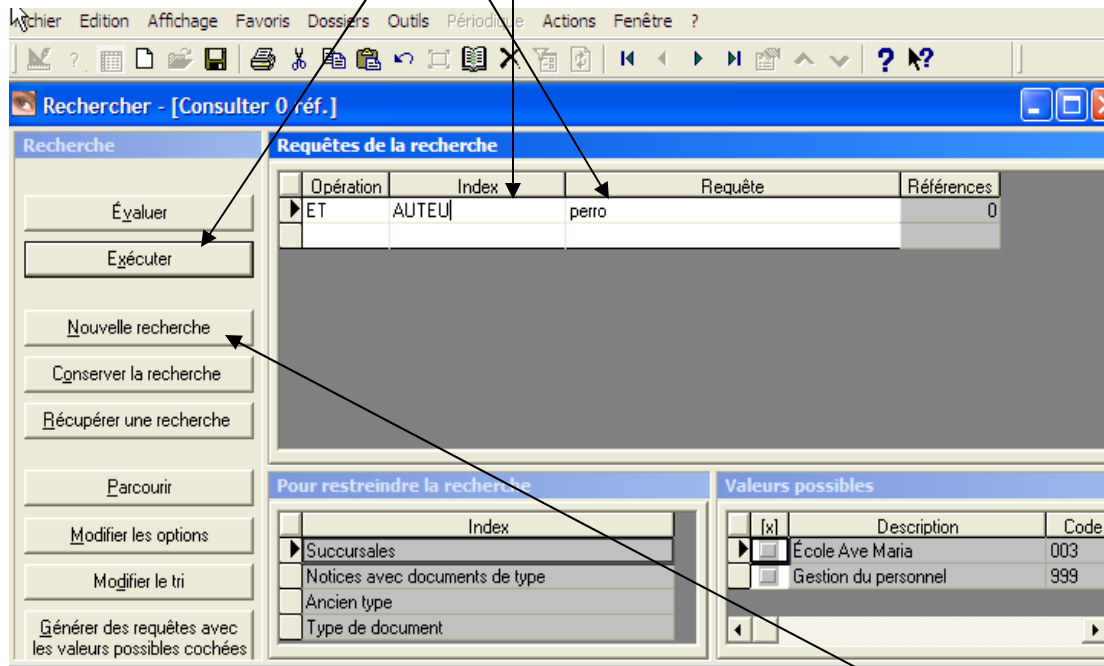 Edition Affichage Favoris Dossiers Outils Périodique Actions Fenêtre ?
Rechercher - [Consulter 0 réf.]
Recherche
Évaluer
Exécuter
Nouvelle recherche
Conserver la recherche
Récupérer une recherche
Parcourir
Modifier les options
Modifier le tri
Générer des requêtes avec
les valeurs possibles cochées
Requêtes de la recherche
Opération Index Requête Références
ET AUTEU perro 0
Pour restreindre la recherche
Index
Succursales
Notices avec documents de type
Ancien type
Type de document
Valeurs possibles
[x] Description Code
École Ave Maria 003
Gestion du personnel 999